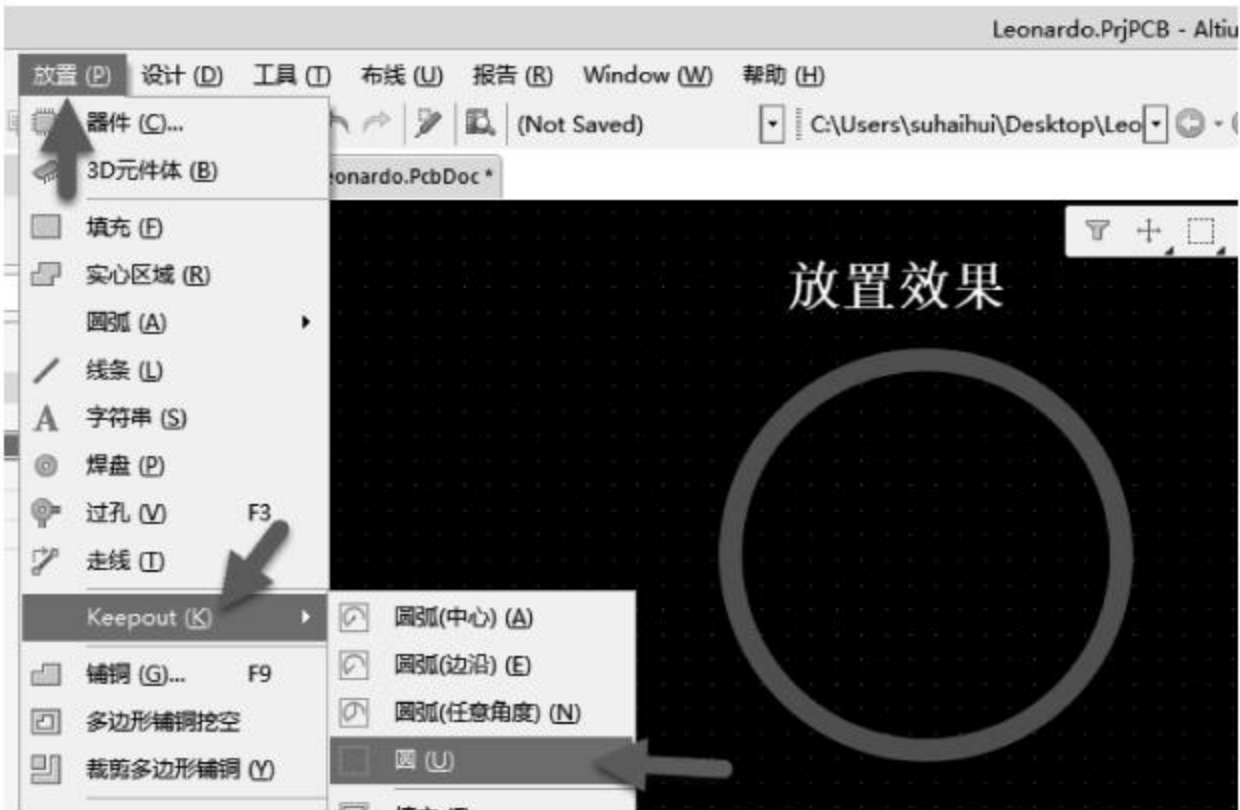 Leonardo.PrjPCB - Altiu
放置 (P) 设计 (D) 工具 (T) 布线 (U) 报告 (R) Window (W) 帮助 (H)
器件 (C)...
(Not Saved) C:\Users\suhaihui\Desktop\Leo
3D元件体 (B)
eonardo.PcbDoc *
填充 (F)
实心区域 (R)
放置效果
圆弧 (A)
线条 (L)
字符串 (S)
焊盘 (P)
过孔 (V) F3
走线 (T)
Keepout (K)
圆弧(中心) (A)
铺铜 (G)... F9
圆弧(边沿) (E)
多边形铺铜挖空
圆弧(任意角度) (N)
裁剪多边形铺铜 (Y)
圆 (U)